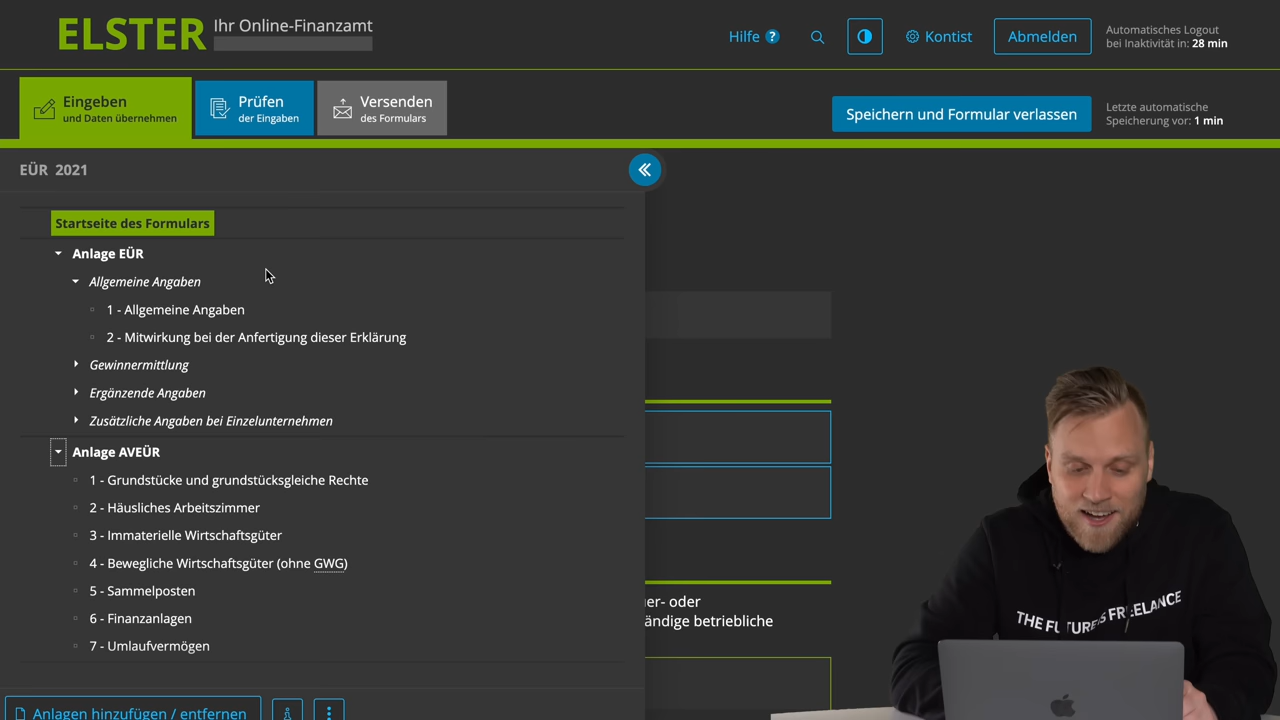 ELSTER
Ihr Online-Finanzamt
Hilfe ?
Kontist
Abmelden
Automatisches Logout
bei Inaktivität in: 28 min
Eingeben
und Daten übernehmen
Prüfen
der Eingaben
Versenden
des Formulars
Speichern und Formular verlassen
Letzte automatische
Speicherung vor: 1 min
EÜR 2021
Startseite des Formulars
Anlage EÜR
Allgemeine Angaben
1 - Allgemeine Angaben
2 - Mitwirkung bei der Anfertigung dieser Erklärung
Gewinnermittlung
Ergänzende Angaben
Zusätzliche Angaben bei Einzelunternehmen
Anlage AVEÜR
1 - Grundstücke und grundstücksgleiche Rechte
2 - Häusliches Arbeitszimmer
3 - Immaterielle Wirtschaftsgüter
4 - Bewegliche Wirtschaftsgüter (ohne GWG)
5 - Sammelposten
6 - Finanzanlagen
7 - Umlaufvermögen
er- oder
ändige betriebliche
THE FUTURE IS FREELANCE
Anlagen hinzufügen / entfernen